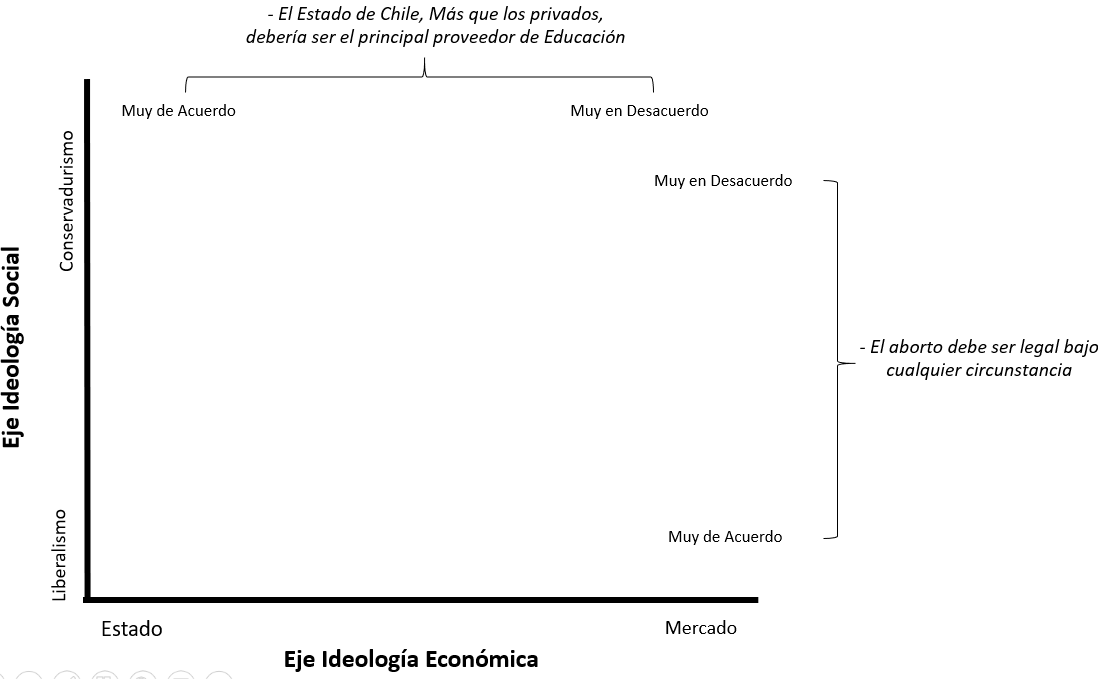 - El Estado de Chile, Más que los privados,
debería ser el principal proveedor de Educación
Muy de Acuerdo
Muy en Desacuerdo
Muy en Desacuerdo
Conservadurismo
Eje Ideología Social
- El aborto debe ser legal bajo
cualquier circunstancia
Muy de Acuerdo
Liberalismo
Estado
Mercado
Eje Ideología Económica